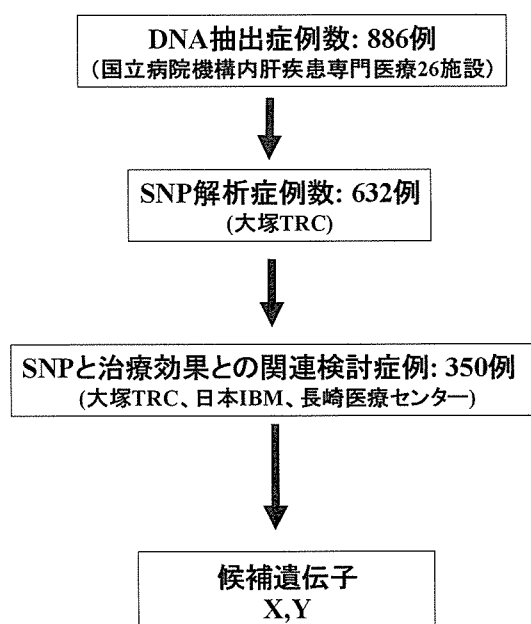 DNA抽出症例数: 886例
（国立病院機構内肝疾患専門医療26施設）
SNP解析症例数: 632例
(大塚TRC)
SNPと治療効果との関連検討症例: 350例
(大塚TRC、日本IBM、長崎医療センター)
候補遺伝子
X,Y